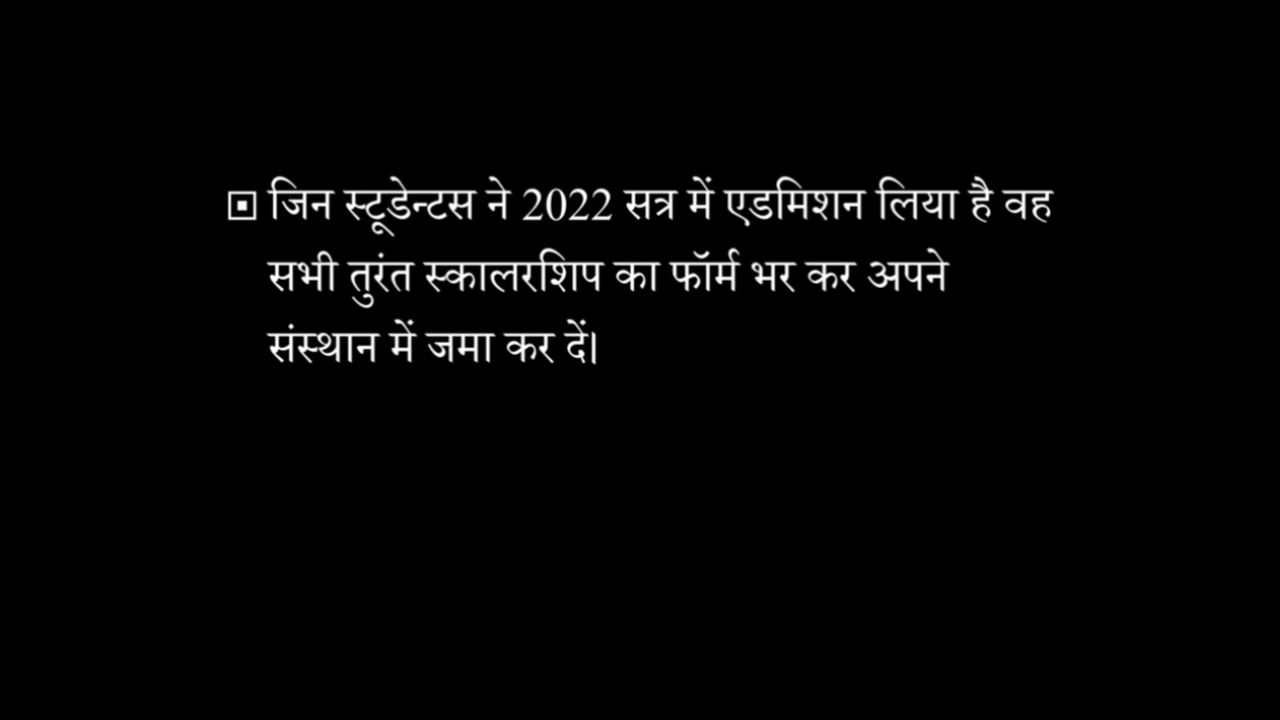 ▣ जिन स्टूडेन्टस ने 2022 सत्र में एडमिशन लिया है वह
सभी तुरंत स्कालरशिप का फॉर्म भर कर अपने
संस्थान में जमा कर दें।